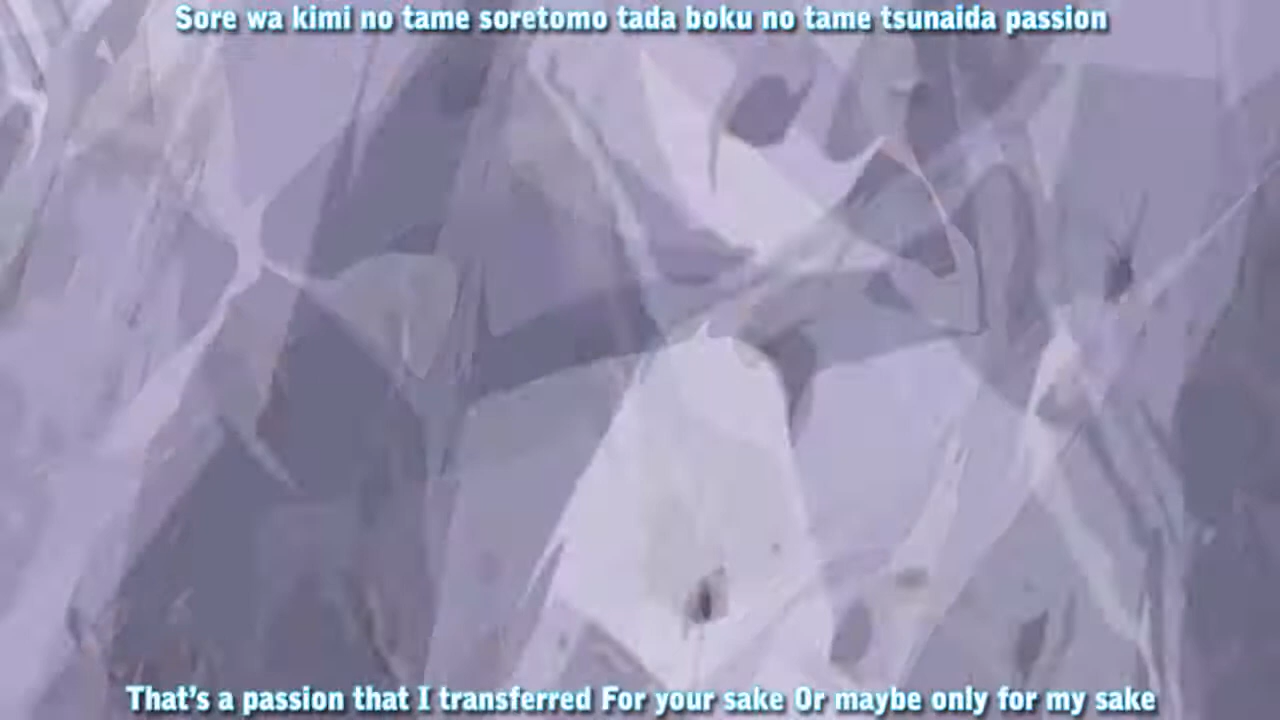 Sore wa kimi no tame soretomo tada boku no tame tsunaida passion
That's a passion that I transferred For your sake Or maybe only for my sake